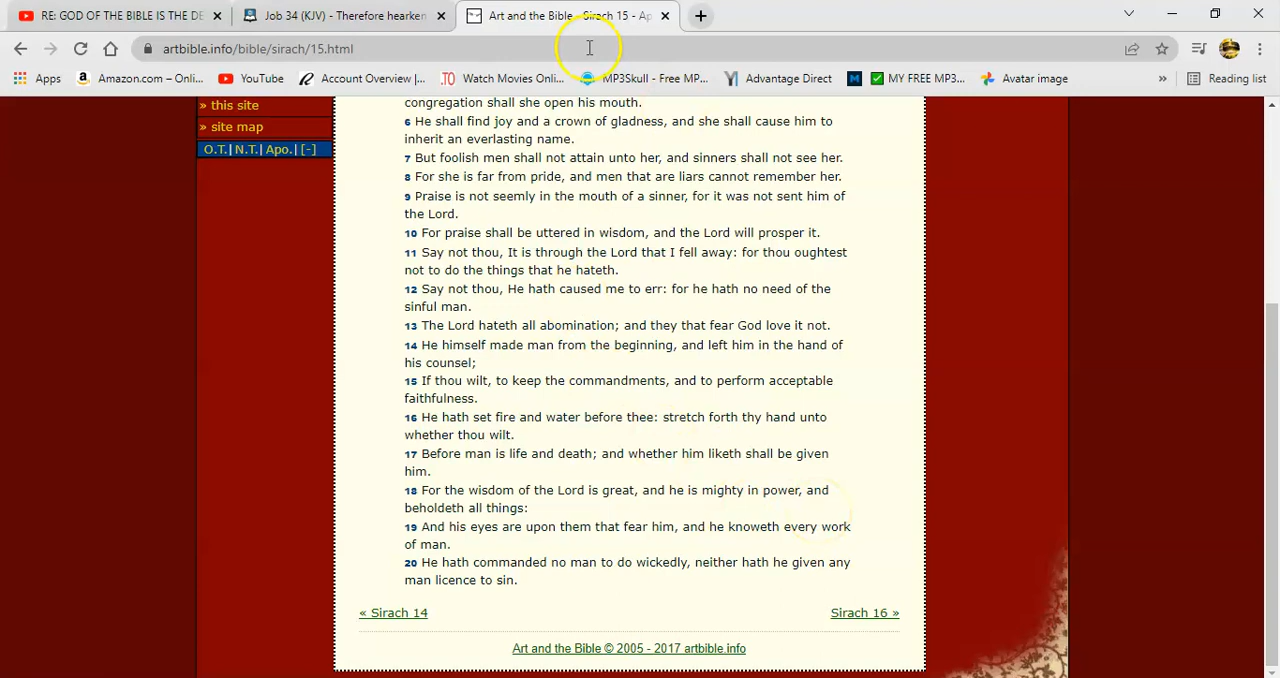 RE: GOD OF THE BIBLE IS THE DE
Job 34 (KJV) - Therefore hearken
Art and the Bible - Sirach 15 - Ap
artbible.info/bible/sirach/15.html
Apps
Amazon.com – Onli...
YouTube
Account Overview |...
Watch Movies Onli...
MP3Skull - Free MP...
Advantage Direct
MY FREE MP3...
Avatar image
»
Reading list
» this site
» site map
O.T.| N.T.| Apo.| [-]
congregation shall she open his mouth.
6 He shall find joy and a crown of gladness, and she shall cause him to
inherit an everlasting name.
7 But foolish men shall not attain unto her, and sinners shall not see her.
8 For she is far from pride, and men that are liars cannot remember her.
9 Praise is not seemly in the mouth of a sinner, for it was not sent him of
the Lord.
10 For praise shall be uttered in wisdom, and the Lord will prosper it.
11 Say not thou, It is through the Lord that I fell away: for thou oughtest
not to do the things that he hateth.
12 Say not thou, He hath caused me to err: for he hath no need of the
sinful man.
13 The Lord hateth all abomination; and they that fear God love it not.
14 He himself made man from the beginning, and left him in the hand of
his counsel;
15 If thou wilt, to keep the commandments, and to perform acceptable
faithfulness.
16 He hath set fire and water before thee: stretch forth thy hand unto
whether thou wilt.
17 Before man is life and death; and whether him liketh shall be given
him.
18 For the wisdom of the Lord is great, and he is mighty in power, and
beholdeth all things:
19 And his eyes are upon them that fear him, and he knoweth every work
of man.
20 He hath commanded no man to do wickedly, neither hath he given any
man licence to sin.
« Sirach 14
Sirach 16 »
Art and the Bible © 2005 - 2017 artbible.info